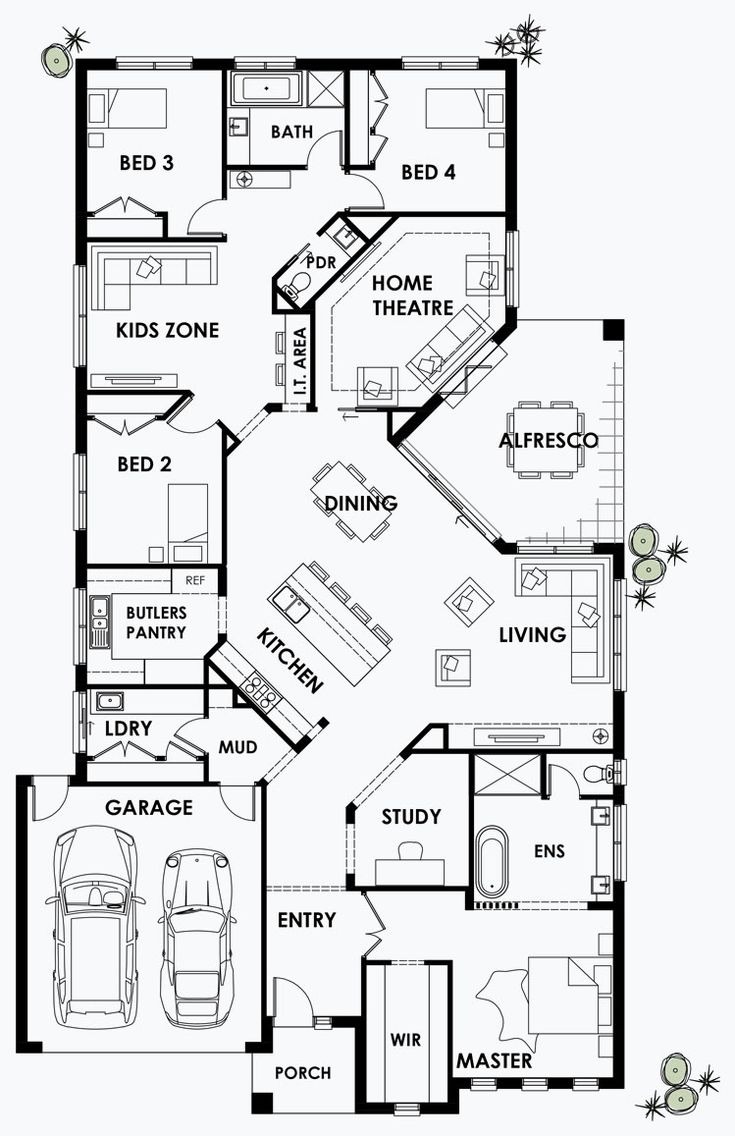 BATH
BED 3
BED 4
PDR
HOME
THEATRE
KIDS ZONE
I.T. AREA
ALFRESCO
BED 2
DINING
REF
BUTLERS
PANTRY
KITCHEN
LIVING
LDRY
MUD
GARAGE
STUDY
ENS
ENTRY
WIR
MASTER
PORCH